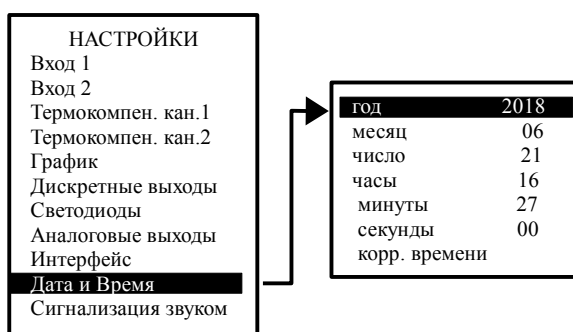 НАСТРОЙКИ
Вход 1
Вход 2
Термокомпен. кан.1
Термокомпен. кан.2
График
Дискретные выходы
Светодиоды
Аналоговые выходы
Интерфейс
Дата и Время
Сигнализация звуком
год 2018
месяц 06
число 21
часы 16
минуты 27
секунды 00
корр. времени